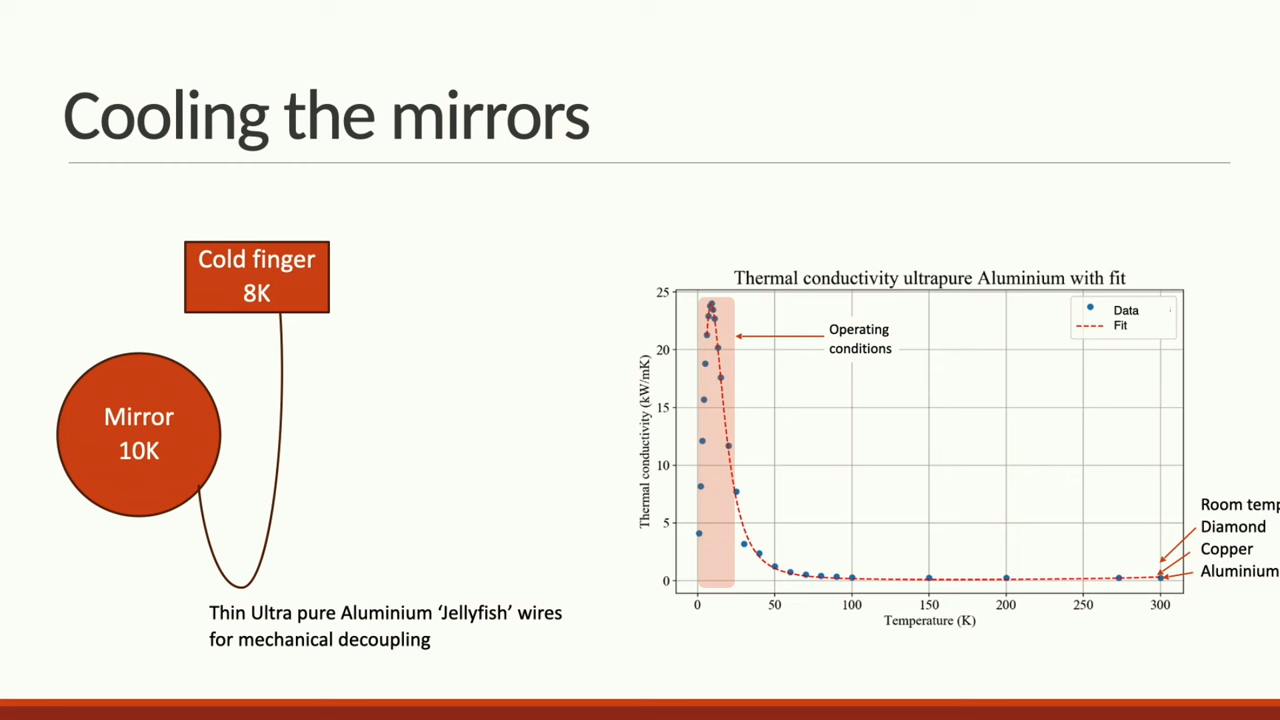 Cooling the mirrors
Cold finger
8K
Mirror
10K
Thin Ultra pure Aluminium ‘Jellyfish’ wires
for mechanical decoupling
Thermal conductivity ultrapure Aluminium with fit
25
20
15
10
5
0
Thermal conductivity (kW/mK)
Data
Fit
Operating
conditions
Room temp
Diamond
Copper
Aluminium
0
50
100
150
200
250
300
Temperature (K)